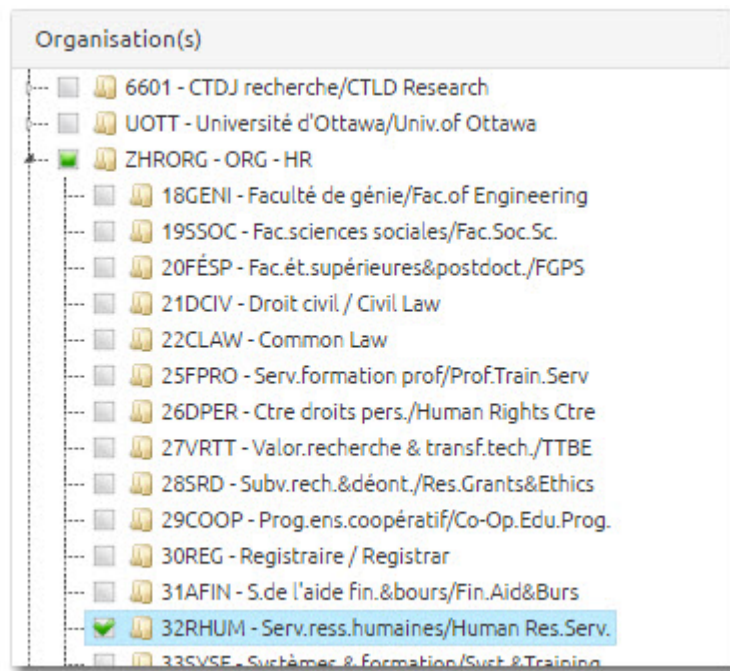 Organisation(s)
6601 - CTDJ recherche/CTLD Research
UOTT - Université d'Ottawa/Univ.of Ottawa
ZHRORG - ORG - HR
18GENI - Faculté de génie/Fac.of Engineering
19SSOC - Fac.sciences sociales/Fac.Soc.Sc.
20FÉSP - Fac.ét.supérieures&postdoct./FGPS
21DCIV - Droit civil / Civil Law
22CLAW - Common Law
25FPRO - Serv.formation prof/Prof.Train.Serv
26DPER - Ctre droits pers./Human Rights Ctre
27VRTT - Valor.recherche & transf.tech./TTBE
28SRD - Subv.rech.&déont./Res.Grants&Ethics
29COOP - Prog.ens.coopératif/Co-Op.Edu.Prog.
30REG - Registraire / Registrar
31AFIN - S.de l'aide fin.&bours/Fin.Aid&Burs
32RHUM - Serv.ress.humaines/Human Res.Serv.
33SYSF - Systèmes & formation/Syst.&Training